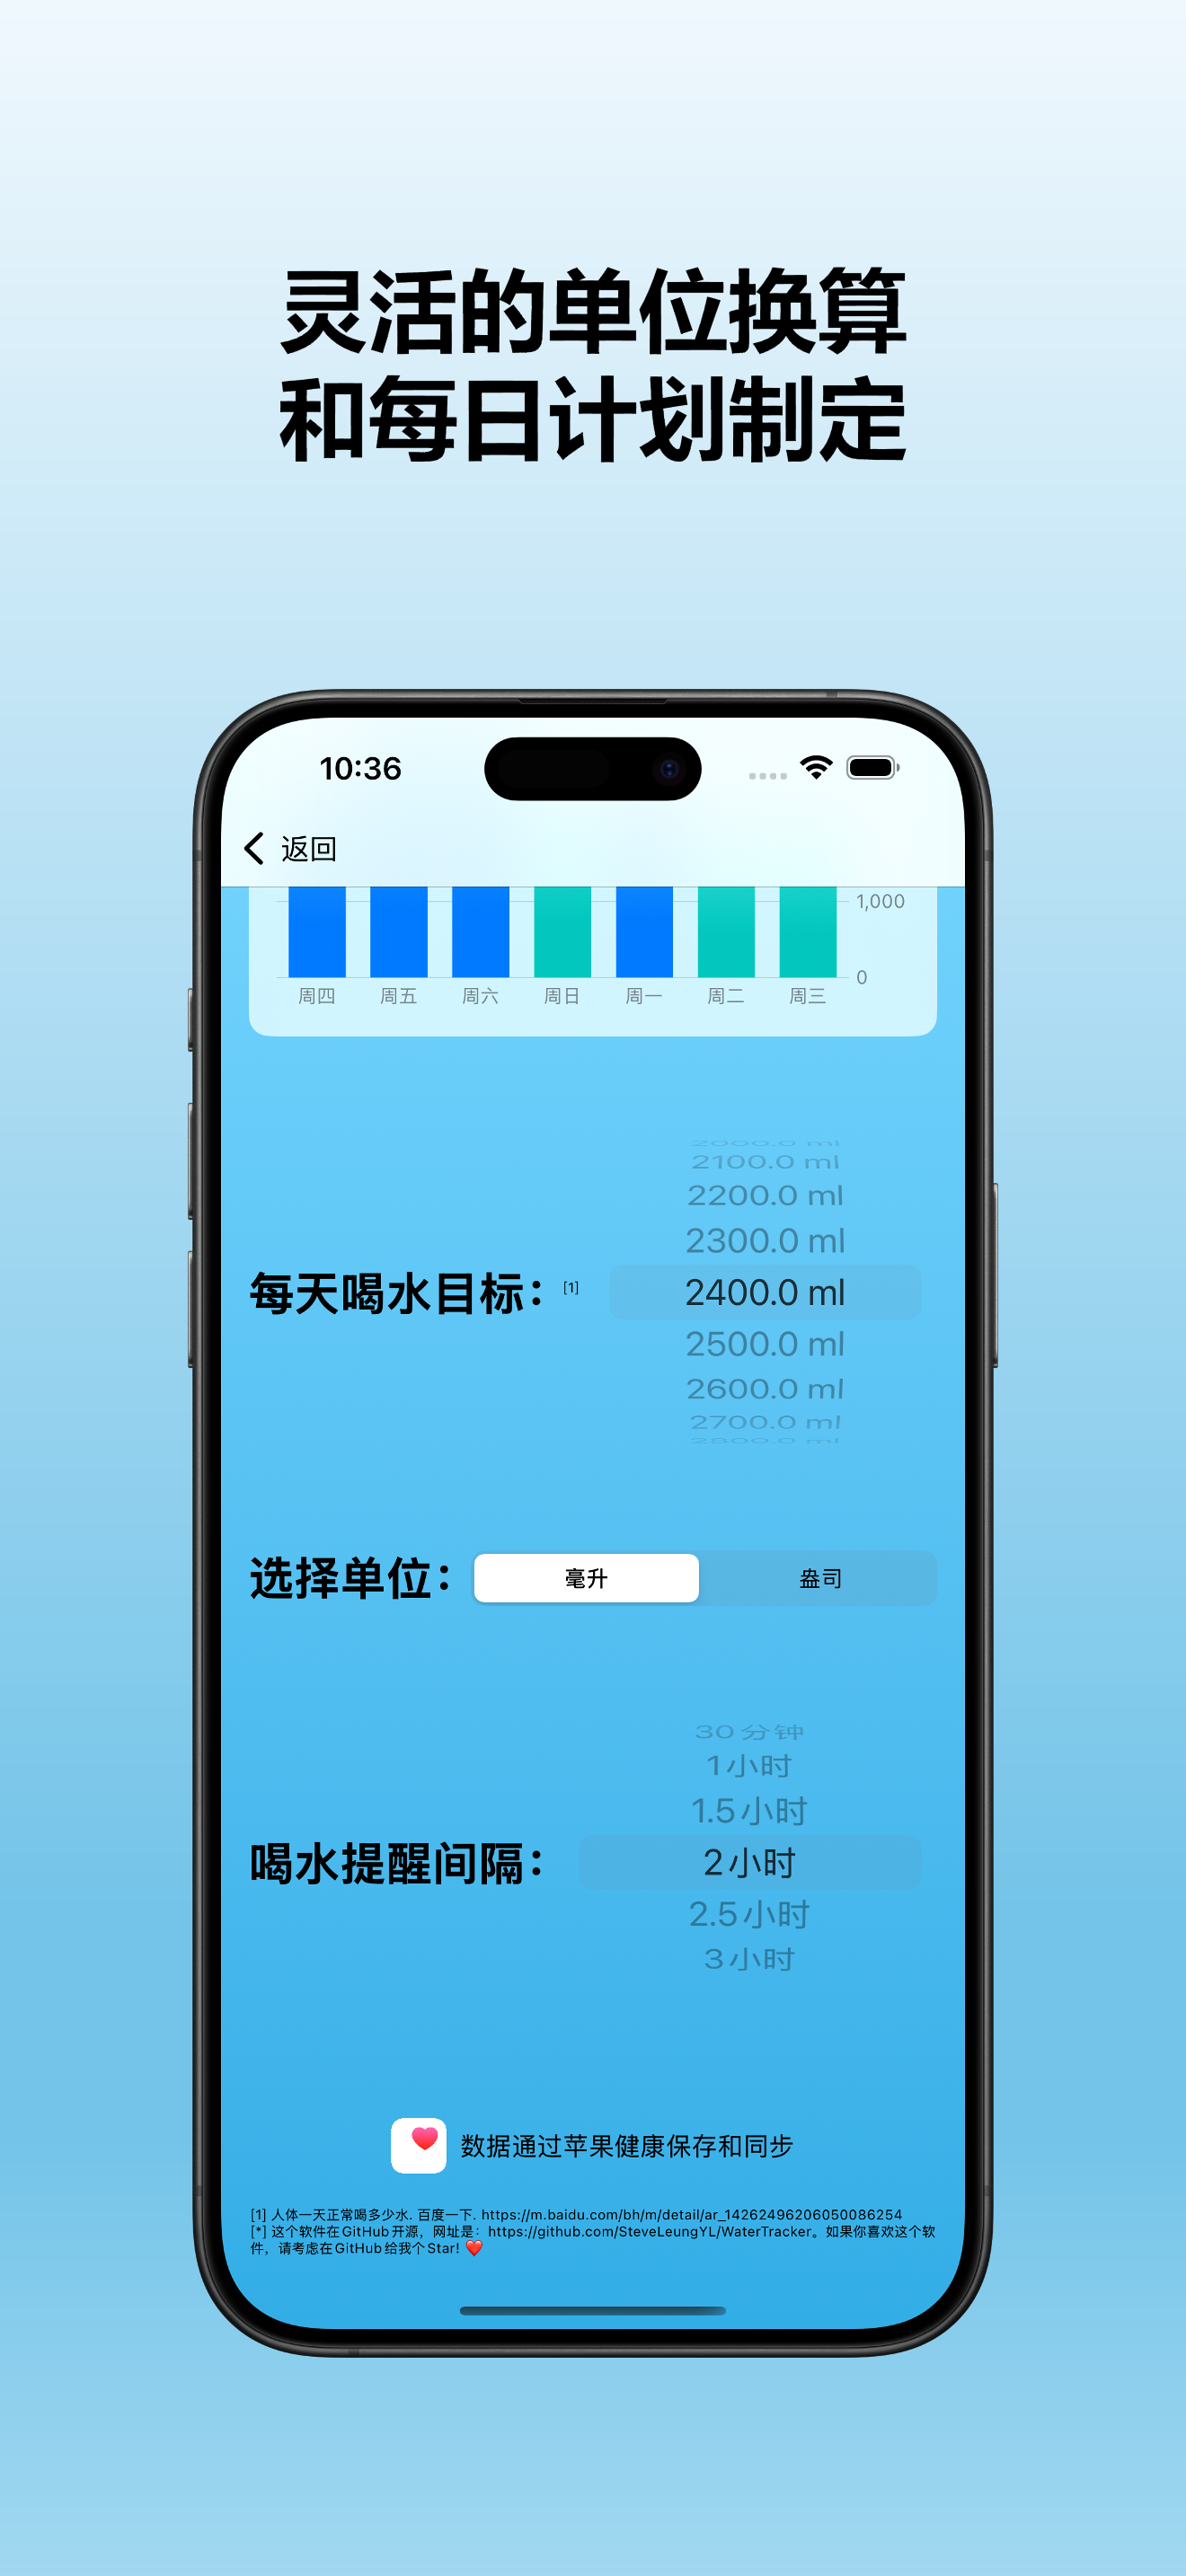 灵活的单位换算
和每日计划制定
10:36
返回
1,000
0
周四 周五 周六 周日 周一 周二 周三
2000.0 ml
2100.0 ml
2200.0 ml
2300.0 ml
每天喝水目标：[1] 2400.0 ml
2500.0 ml
2600.0 ml
2700.0 ml
2800.0 ml
选择单位： 毫升 盎司
30 分钟
1 小时
1.5 小时
喝水提醒间隔： 2 小时
2.5 小时
3 小时
数据通过苹果健康保存和同步
[1] 人体一天正常喝多少水. 百度一下. https://m.baidu.com/bh/m/detail/ar_14262496206050086254
[*] 这个软件在GitHub开源，网址是：https://github.com/SteveLeungYL/WaterTracker。如果你喜欢这个软
件，请考虑在GitHub给我个Star! ❤️